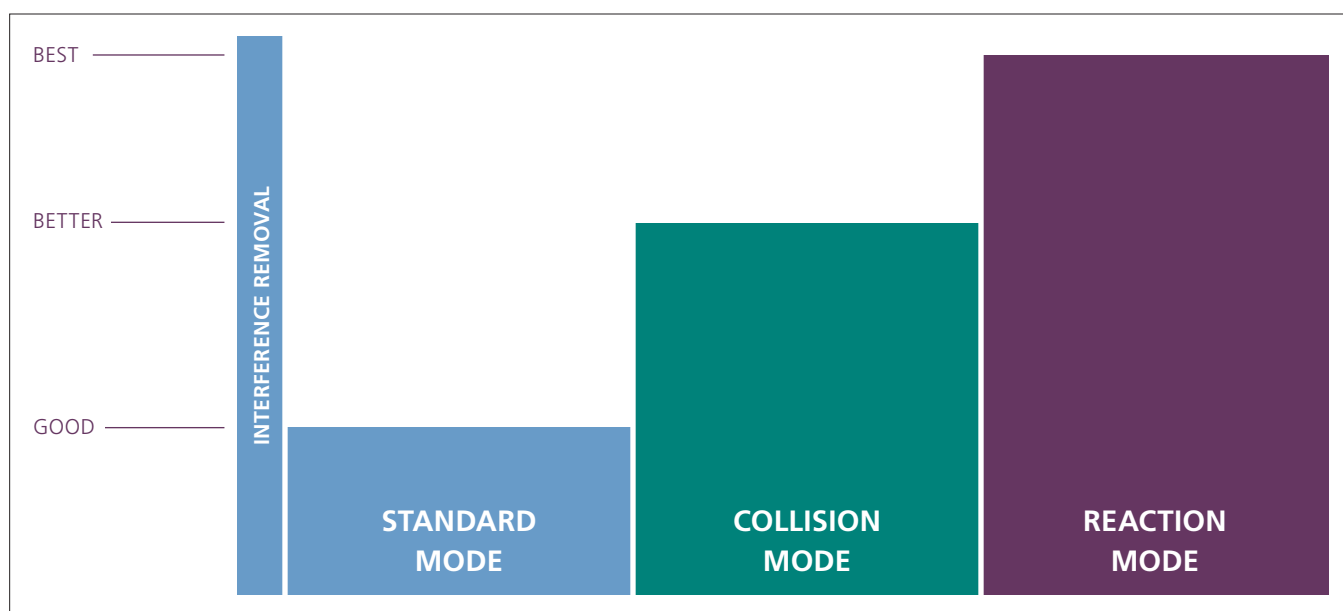 BEST
BETTER
GOOD
INTERFERENCE REMOVAL
STANDARD
MODE
COLLISION
MODE
REACTION
MODE